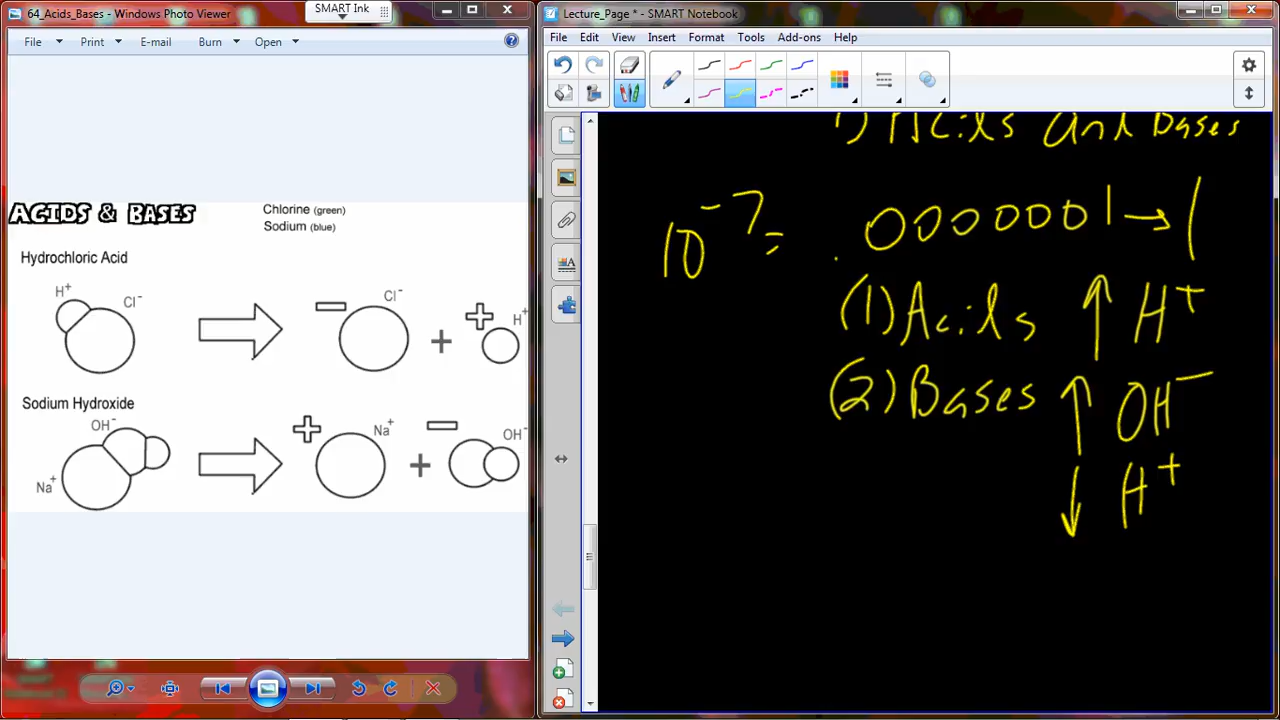 64_Acids_Bases - Windows Photo Viewer
SMART Ink
File Print E-mail Burn Open
ACIDS & BASES
Chlorine (green)
Sodium (blue)
Hydrochloric Acid
H+ Cl-
Cl- + H+
Sodium Hydroxide
OH-
Na+
Na+ + OH-
Lecture_Page * - SMART Notebook
File Edit View Insert Format Tools Add-ons Help
1) Acids and Bases
10^-7 = .0000001 → 1
(1) Acids ↑ H+
(2) Bases ↑ OH-
↓ H+